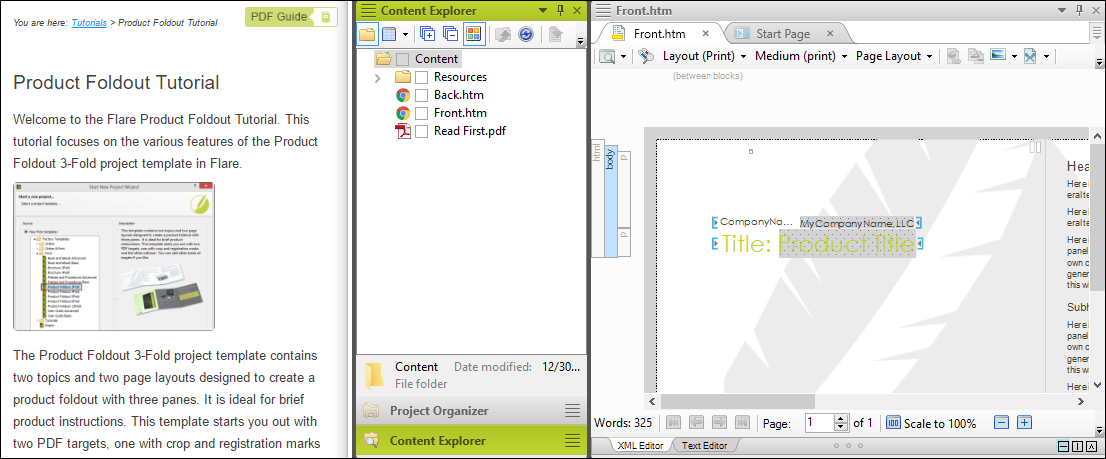 You are here: Tutorials > Product Foldout Tutorial
PDF Guide
Product Foldout Tutorial
Welcome to the Flare Product Foldout Tutorial. This
tutorial focuses on the various features of the Product
Foldout 3-Fold project template in Flare.
Start New Project Wizard
The Product Foldout 3-Fold project template contains
two topics and two page layouts designed to create a
product foldout with three panes. It is ideal for brief
product instructions. This template starts you out with
two PDF targets, one with crop and registration marks
Content Explorer
Content
Resources
Back.htm
Front.htm
Read First.pdf
Content Date modified: 12/30...
File folder
Project Organizer
Content Explorer
Front.htm
Front.htm
Start Page
Layout (Print)
Medium (print)
Page Layout
(between blocks)
html
body
p
p
CompanyNa... MyCompanyName, LLC
Title: Product Title
Head
Here i
eralte
Here i
eralte
Here i
panel
own c
gener
this w
Subh
Here i
panel
own c
gener
this w
Here i
Words: 325
Page: 1 of 1
Scale to 100%
XML Editor
Text Editor